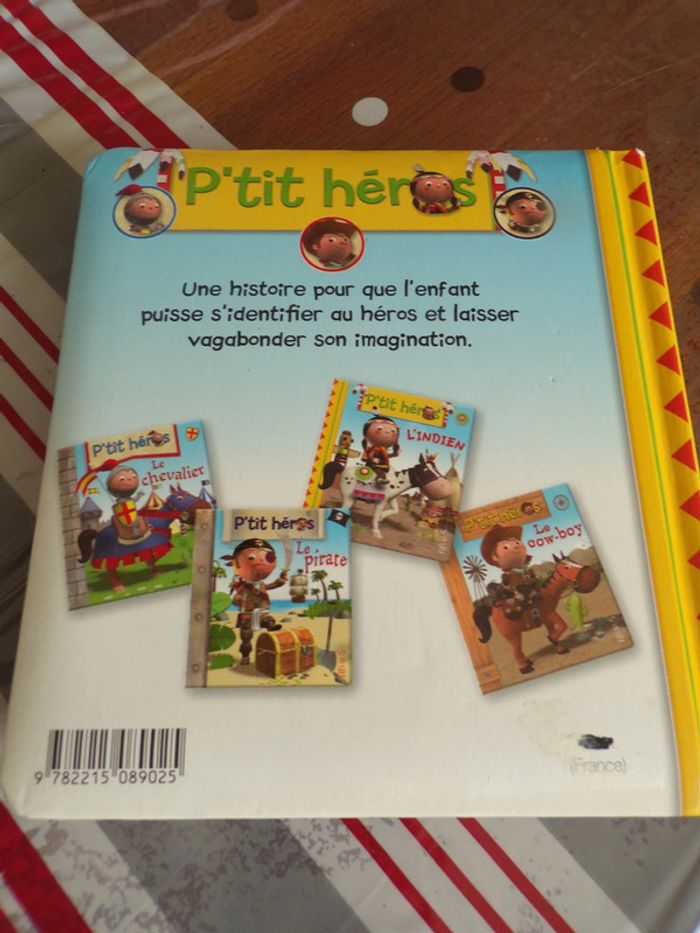 P'tit héros
Une histoire pour que l'enfant
puisse s'identifier au héros et laisser
vagabonder son imagination.
P'tit héros
L'INDIEN
P'tit héros
Le
chevalier
P'tit héros
Le
pirate
P'tit héros
Le
cow-boy
9 782215 089025
(France)